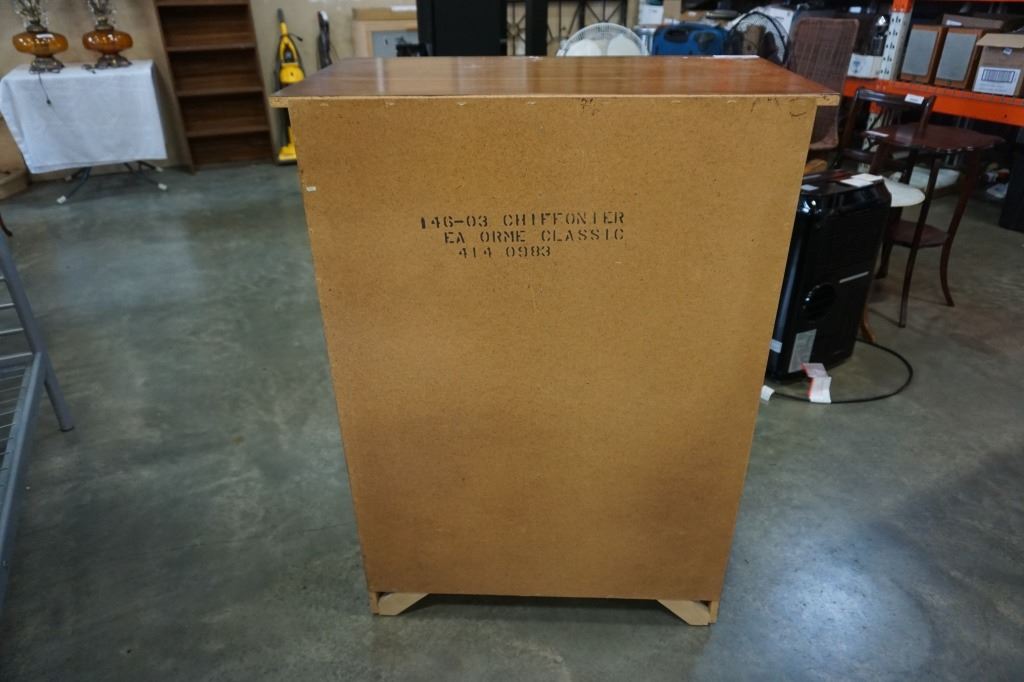 146-03 CHIFFONIER
EA ORME CLASSIC
414 0983